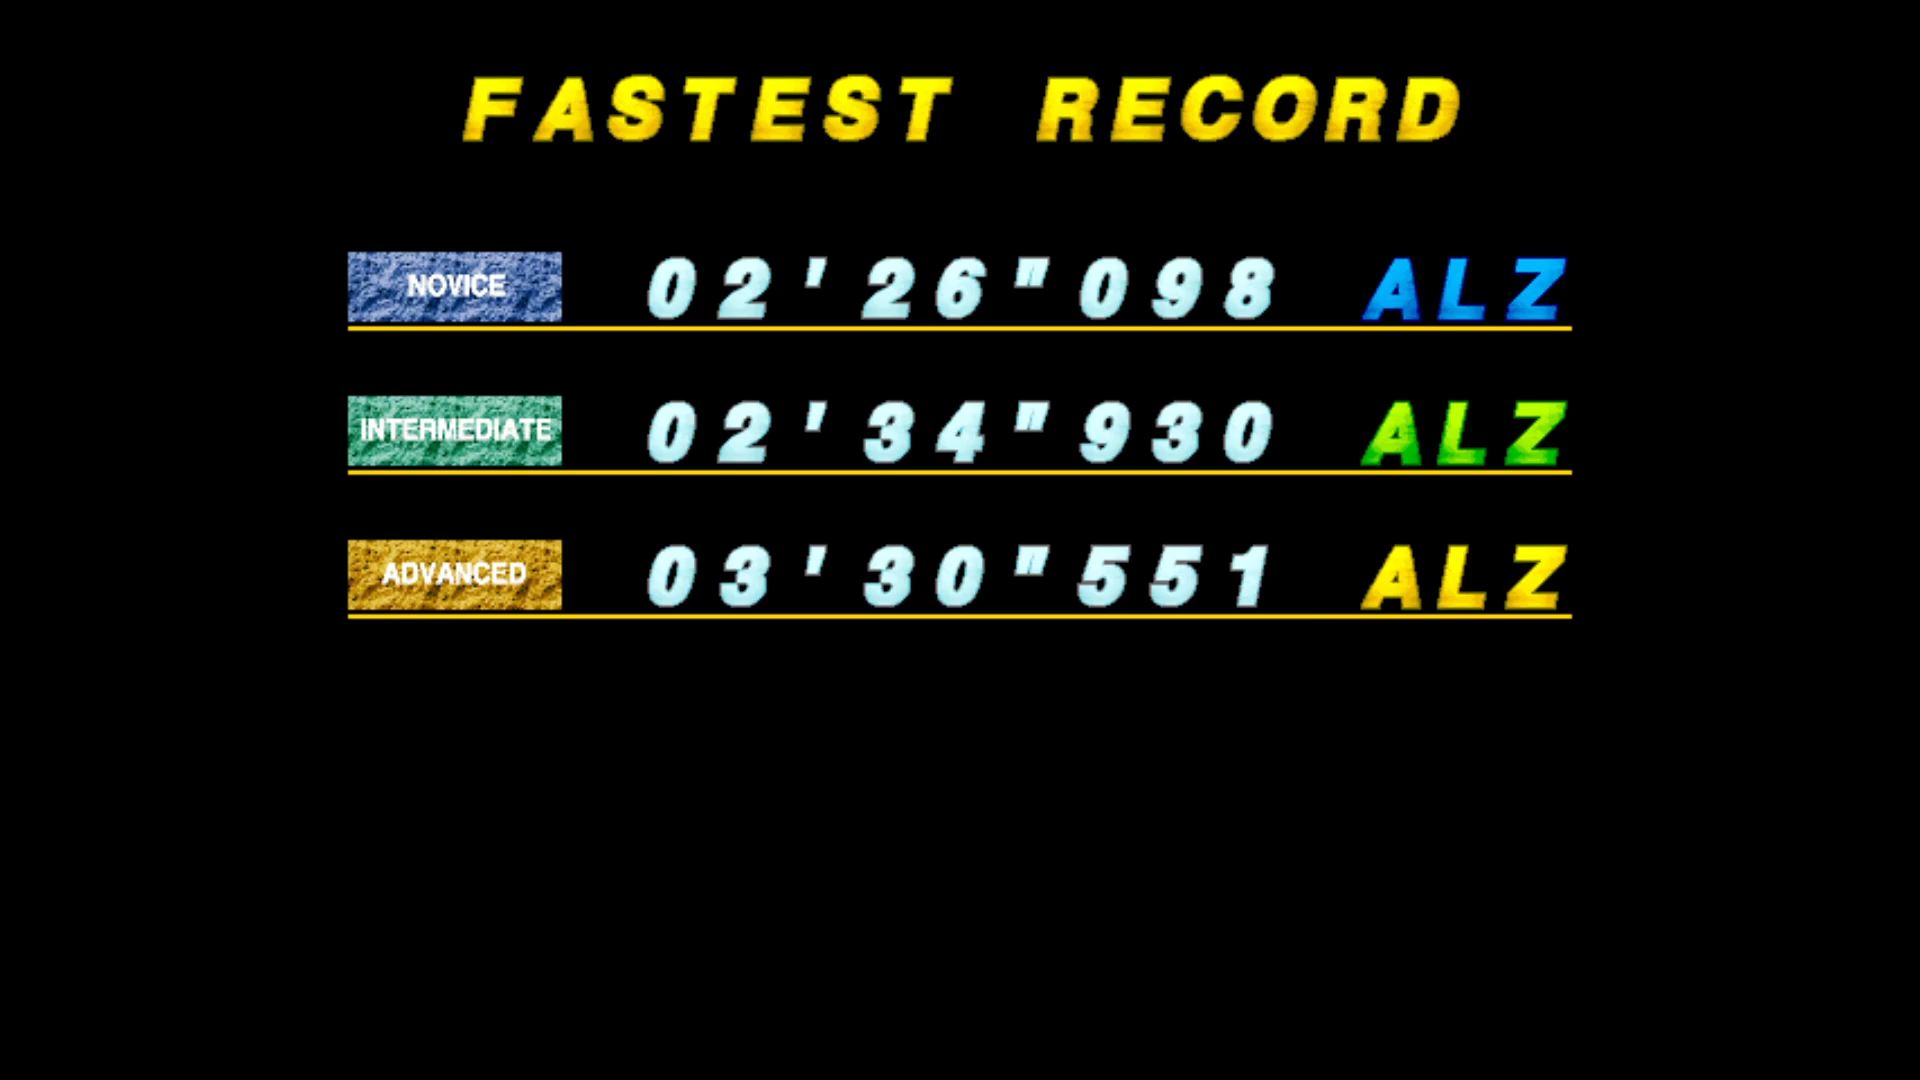 FASTEST RECORD
NOVICE 02'26"098 ALZ
INTERMEDIATE 02'34"930 ALZ
ADVANCED 03'30"551 ALZ